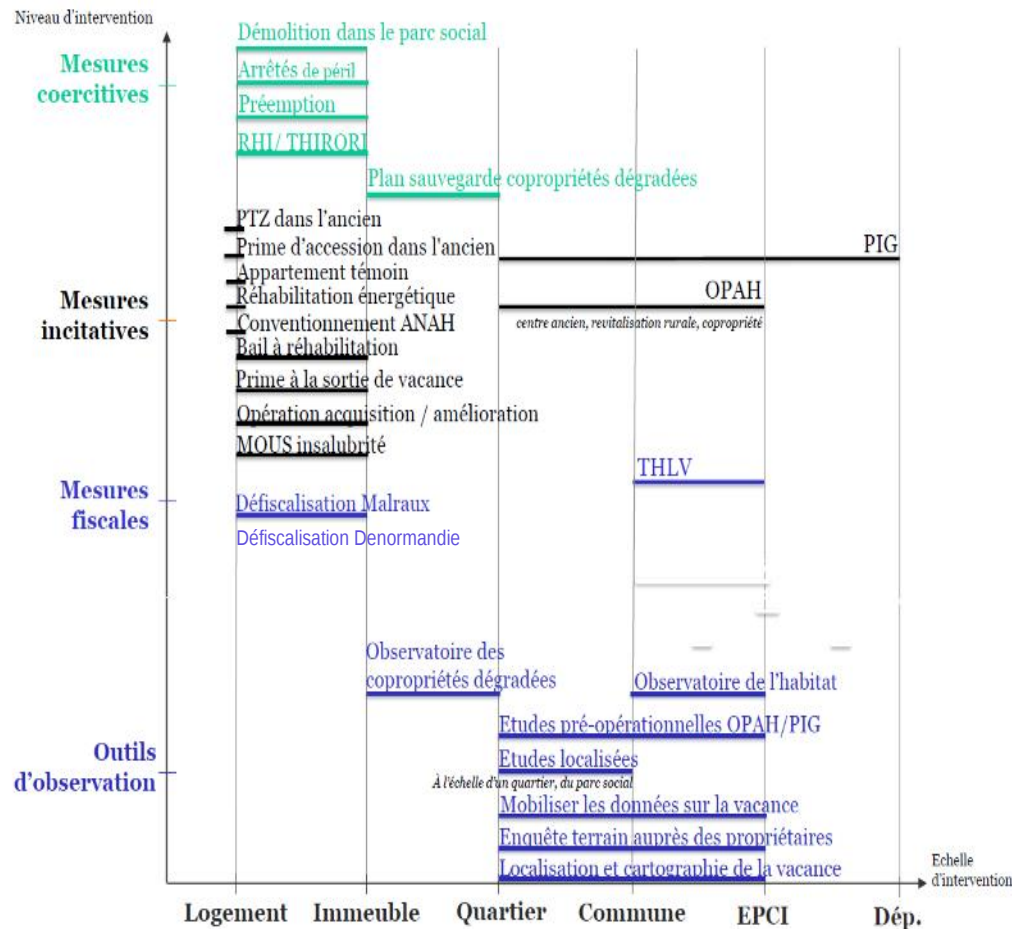 Niveau d'intervention
Démolition dans le parc social
Mesures
coercitives
Arrêtés de péril
Préemption
RHI/ THIRORI
Plan sauvegarde copropriétés dégradées
PTZ dans l'ancien
Prime d'accession dans l'ancien
PIG
Appartement témoin
Mesures
incitatives
Réhabilitation énergétique
OPAH
centre ancien, revitalisation rurale, copropriété
Conventionnement ANAH
Bail à réhabilitation
Prime à la sortie de vacance
Opération acquisition / amélioration
MOUS insalubrité
THLV
Mesures
fiscales
Défiscalisation Malraux
Défiscalisation Denormandie
Observatoire des
copropriétés dégradées
Observatoire de l'habitat
Etudes pré-opérationnelles OPAH/PIG
Outils
d'observation
Etudes localisées
À l'échelle d'un quartier, du parc social
Mobiliser les données sur la vacance
Enquête terrain auprès des propriétaires
Localisation et cartographie de la vacance
Echelle
d'intervention
Logement Immeuble Quartier Commune EPCI Dép.